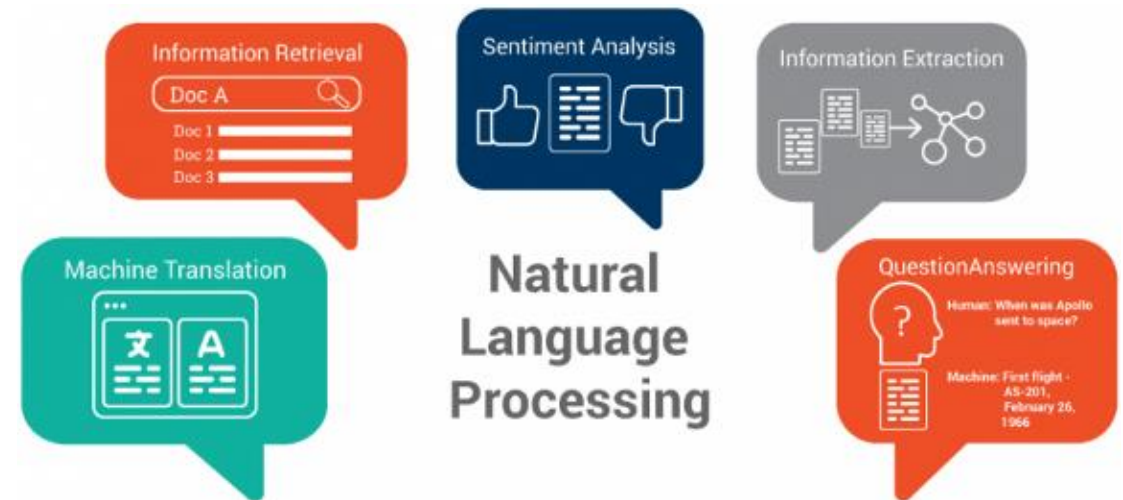 Information Retrieval
Doc A
Doc 1
Doc 2
Doc 3
Sentiment Analysis
Information Extraction
Machine Translation
文
A
Natural
Language
Processing
QuestionAnswering
?
Human: When was Apollo
sent to space?
Machine: First flight -
AS-201,
February 26,
1966